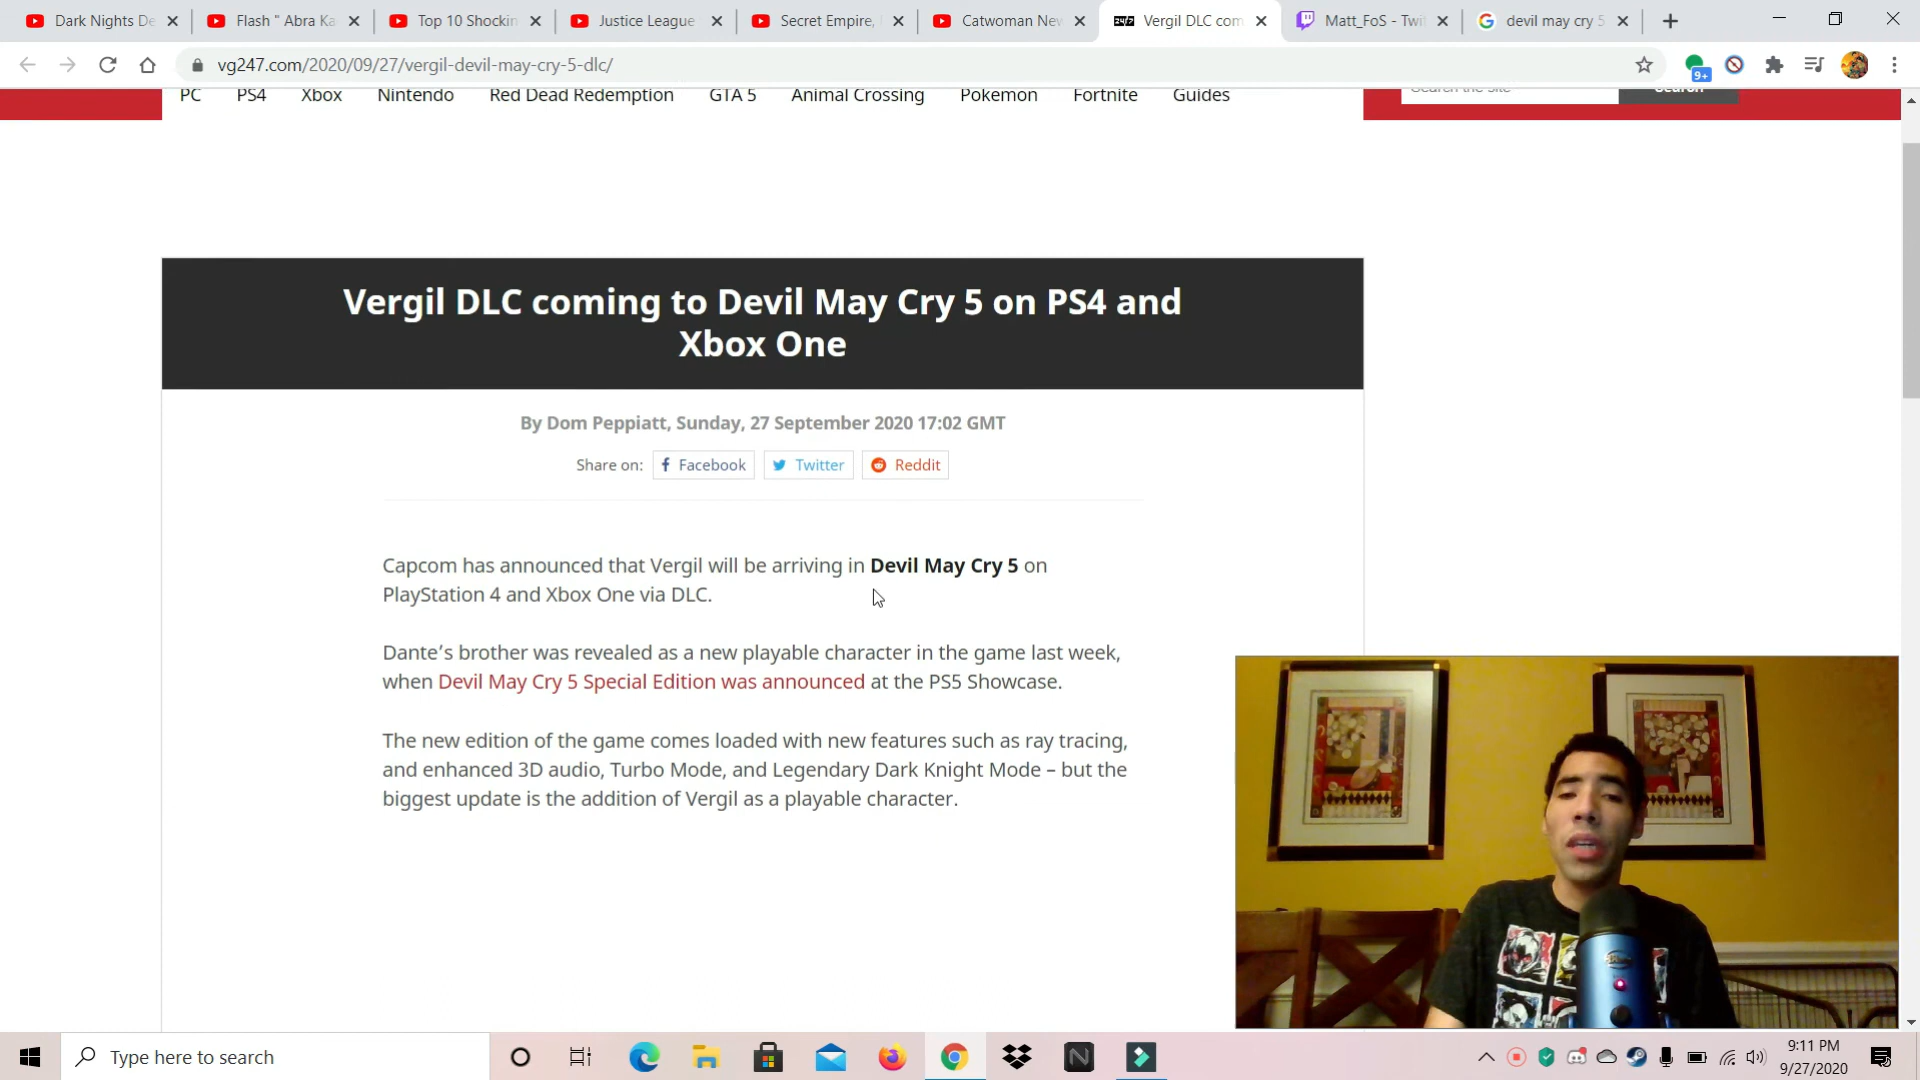 Dark Nights De
Flash " Abra Ka
Top 10 Shockin
Justice League
Secret Empire,
Catwoman New
Vergil DLC com
Matt_FoS - Twit
devil may cry 5
vg247.com/2020/09/27/vergil-devil-may-cry-5-dlc/
9+
PC PS4 Xbox Nintendo Red Dead Redemption GTA 5 Animal Crossing Pokemon Fortnite Guides
Search the site
Search
Vergil DLC coming to Devil May Cry 5 on PS4 and
Xbox One
By Dom Peppiatt, Sunday, 27 September 2020 17:02 GMT
Share on: Facebook Twitter Reddit
Capcom has announced that Vergil will be arriving in Devil May Cry 5 on
PlayStation 4 and Xbox One via DLC.
Dante’s brother was revealed as a new playable character in the game last week,
when Devil May Cry 5 Special Edition was announced at the PS5 Showcase.
The new edition of the game comes loaded with new features such as ray tracing,
and enhanced 3D audio, Turbo Mode, and Legendary Dark Knight Mode – but the
biggest update is the addition of Vergil as a playable character.
Type here to search
9:11 PM
9/27/2020